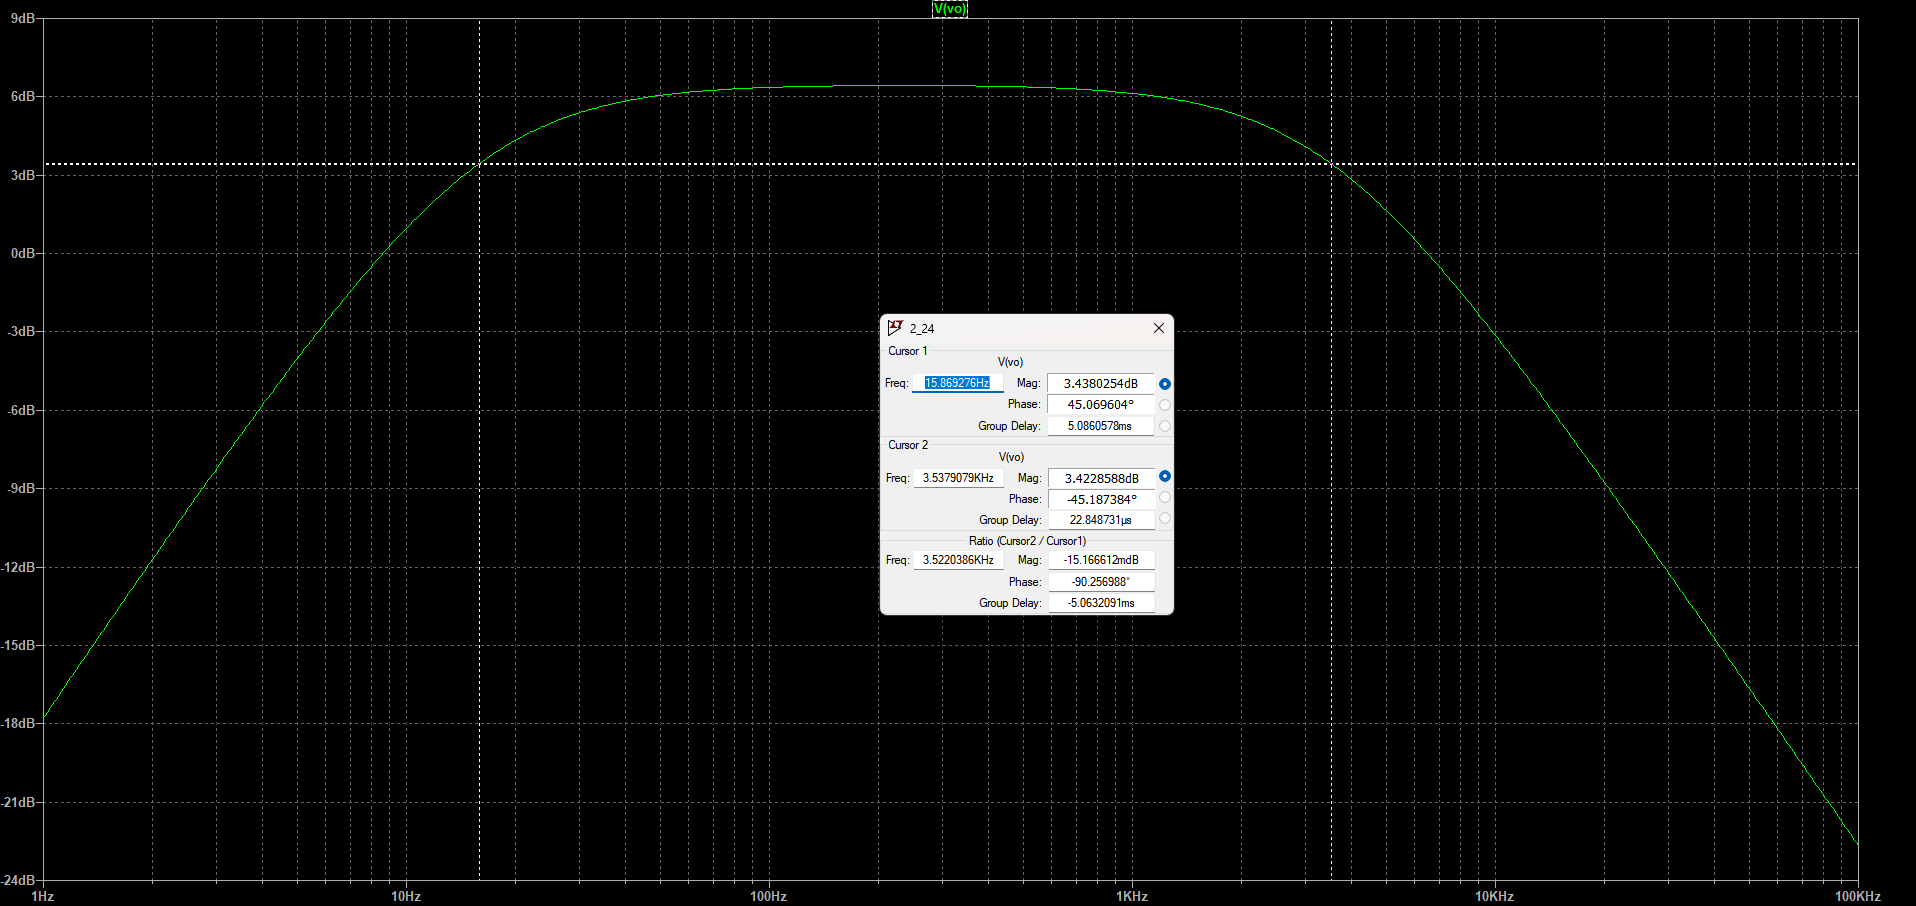 V(vo)
9dB
6dB
3dB
0dB
-3dB
-6dB
-9dB
-12dB
-15dB
-18dB
-21dB
-24dB
1Hz 10Hz 100Hz 1KHz 10KHz 100KHz
2_24
Cursor 1
V(vo)
Freq: 15.869276Hz Mag: 3.4380254dB
Phase: 45.069604°
Group Delay: 5.0860578ms
Cursor 2
V(vo)
Freq: 3.5379079KHz Mag: 3.4228588dB
Phase: -45.187384°
Group Delay: 22.848731µs
Ratio (Cursor2 / Cursor1)
Freq: 3.5220386KHz Mag: -15.166612mdB
Phase: -90.256988°
Group Delay: -5.0632091ms